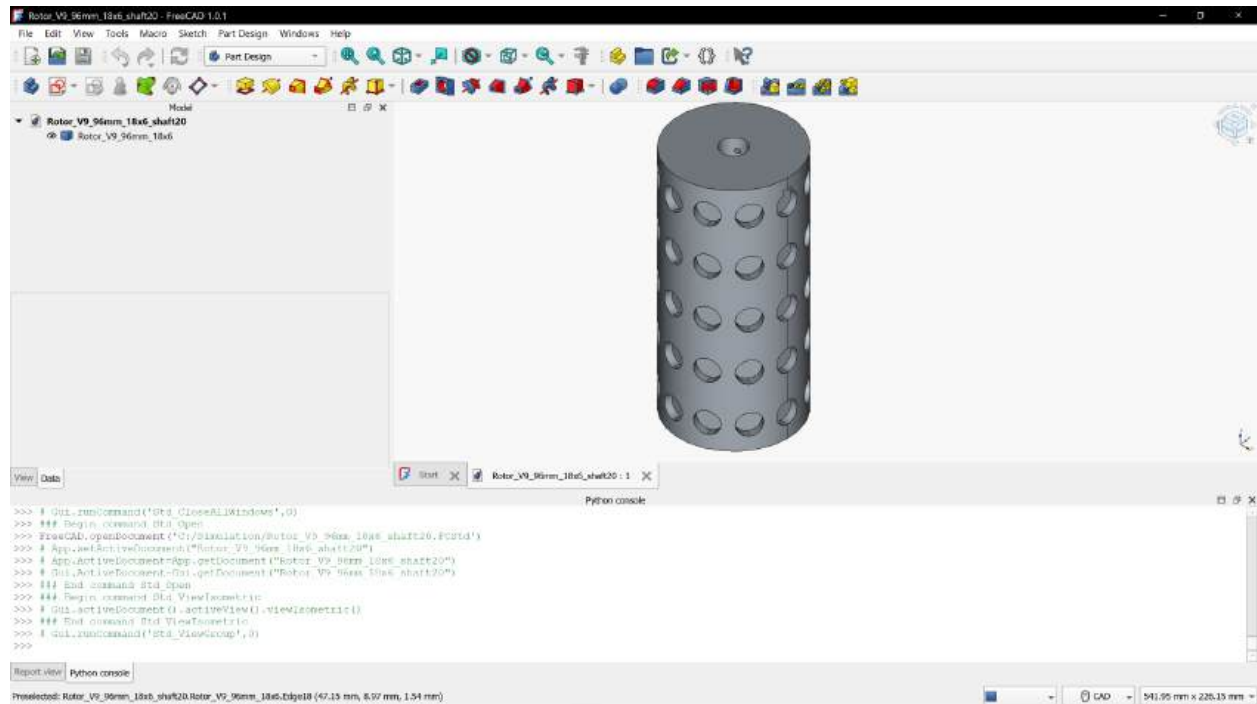 Rotor_V9_96mm_18x6_shaft20 - FreeCAD 1.0.1
File Edit View Tools Macro Sketch Part Design Windows Help
Part Design
Model
Rotor_V9_96mm_18x6_shaft20
Rotor_V9_96mm_18x6
View Data
Start
Rotor_V9_96mm_18x6_shaft20 : 1
Python console
>>> # Gui.runCommand('Std_CloseAllWindows',0)
>>> ### Begin command Std_Open
>>> FreeCAD.openDocument('C:/Simulation/Rotor_V9_96mm_18x6_shaft20.FCStd')
>>> # App.setActiveDocument("Rotor_V9_96mm_18x6_shaft20")
>>> # App.ActiveDocument=App.getDocument("Rotor_V9_96mm_18x6_shaft20")
>>> # Gui.ActiveDocument=Gui.getDocument("Rotor_V9_96mm_18x6_shaft20")
>>> ### End command Std_Open
>>> ### Begin command Std_ViewIsometric
>>> # Gui.activeDocument().activeView().viewIsometric()
>>> ### End command Std_ViewIsometric
>>> # Gui.runCommand('Std_ViewGroup',0)
>>>
Report view Python console
Preselected: Rotor_V9_96mm_18x6_shaft20.Rotor_V9_96mm_18x6.Edge18 (47.15 mm, 8.97 mm, 1.54 mm)
CAD
541.95 mm x 226.15 mm